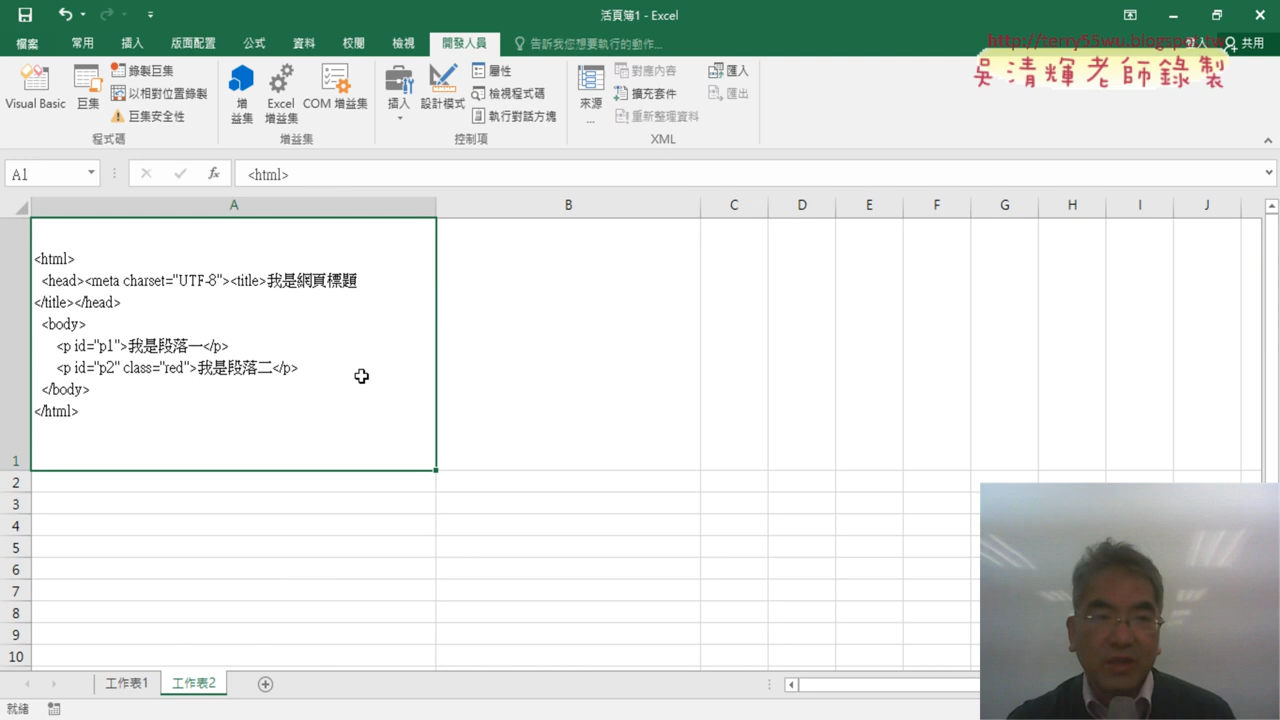 活頁簿1 - Excel
檔案 常用 插入 版面配置 公式 資料 校閱 檢視 開發人員 告訴我您想要執行的動作... 共用
http://terry55wu.blogspot.tw
吳清輝老師錄製
Visual Basic 巨集 錄製巨集 以相對位置錄製 巨集安全性
增益集 Excel 增益集 COM 增益集
插入 設計模式 屬性 檢視程式碼 執行對話方塊
來源... 對應內容 擴充套件 重新整理資料 匯入 匯出
程式碼 增益集 控制項 XML
A1 fx <html>
A B C D E F G H I J
<html>
<head><meta charset="UTF-8"><title>我是網頁標題
</title></head>
<body>
<p id="p1">我是段落一</p>
<p id="p2" class="red">我是段落二</p>
</body>
</html>
1
2
3
4
5
6
7
8
9
10
工作表1 工作表2
就緒